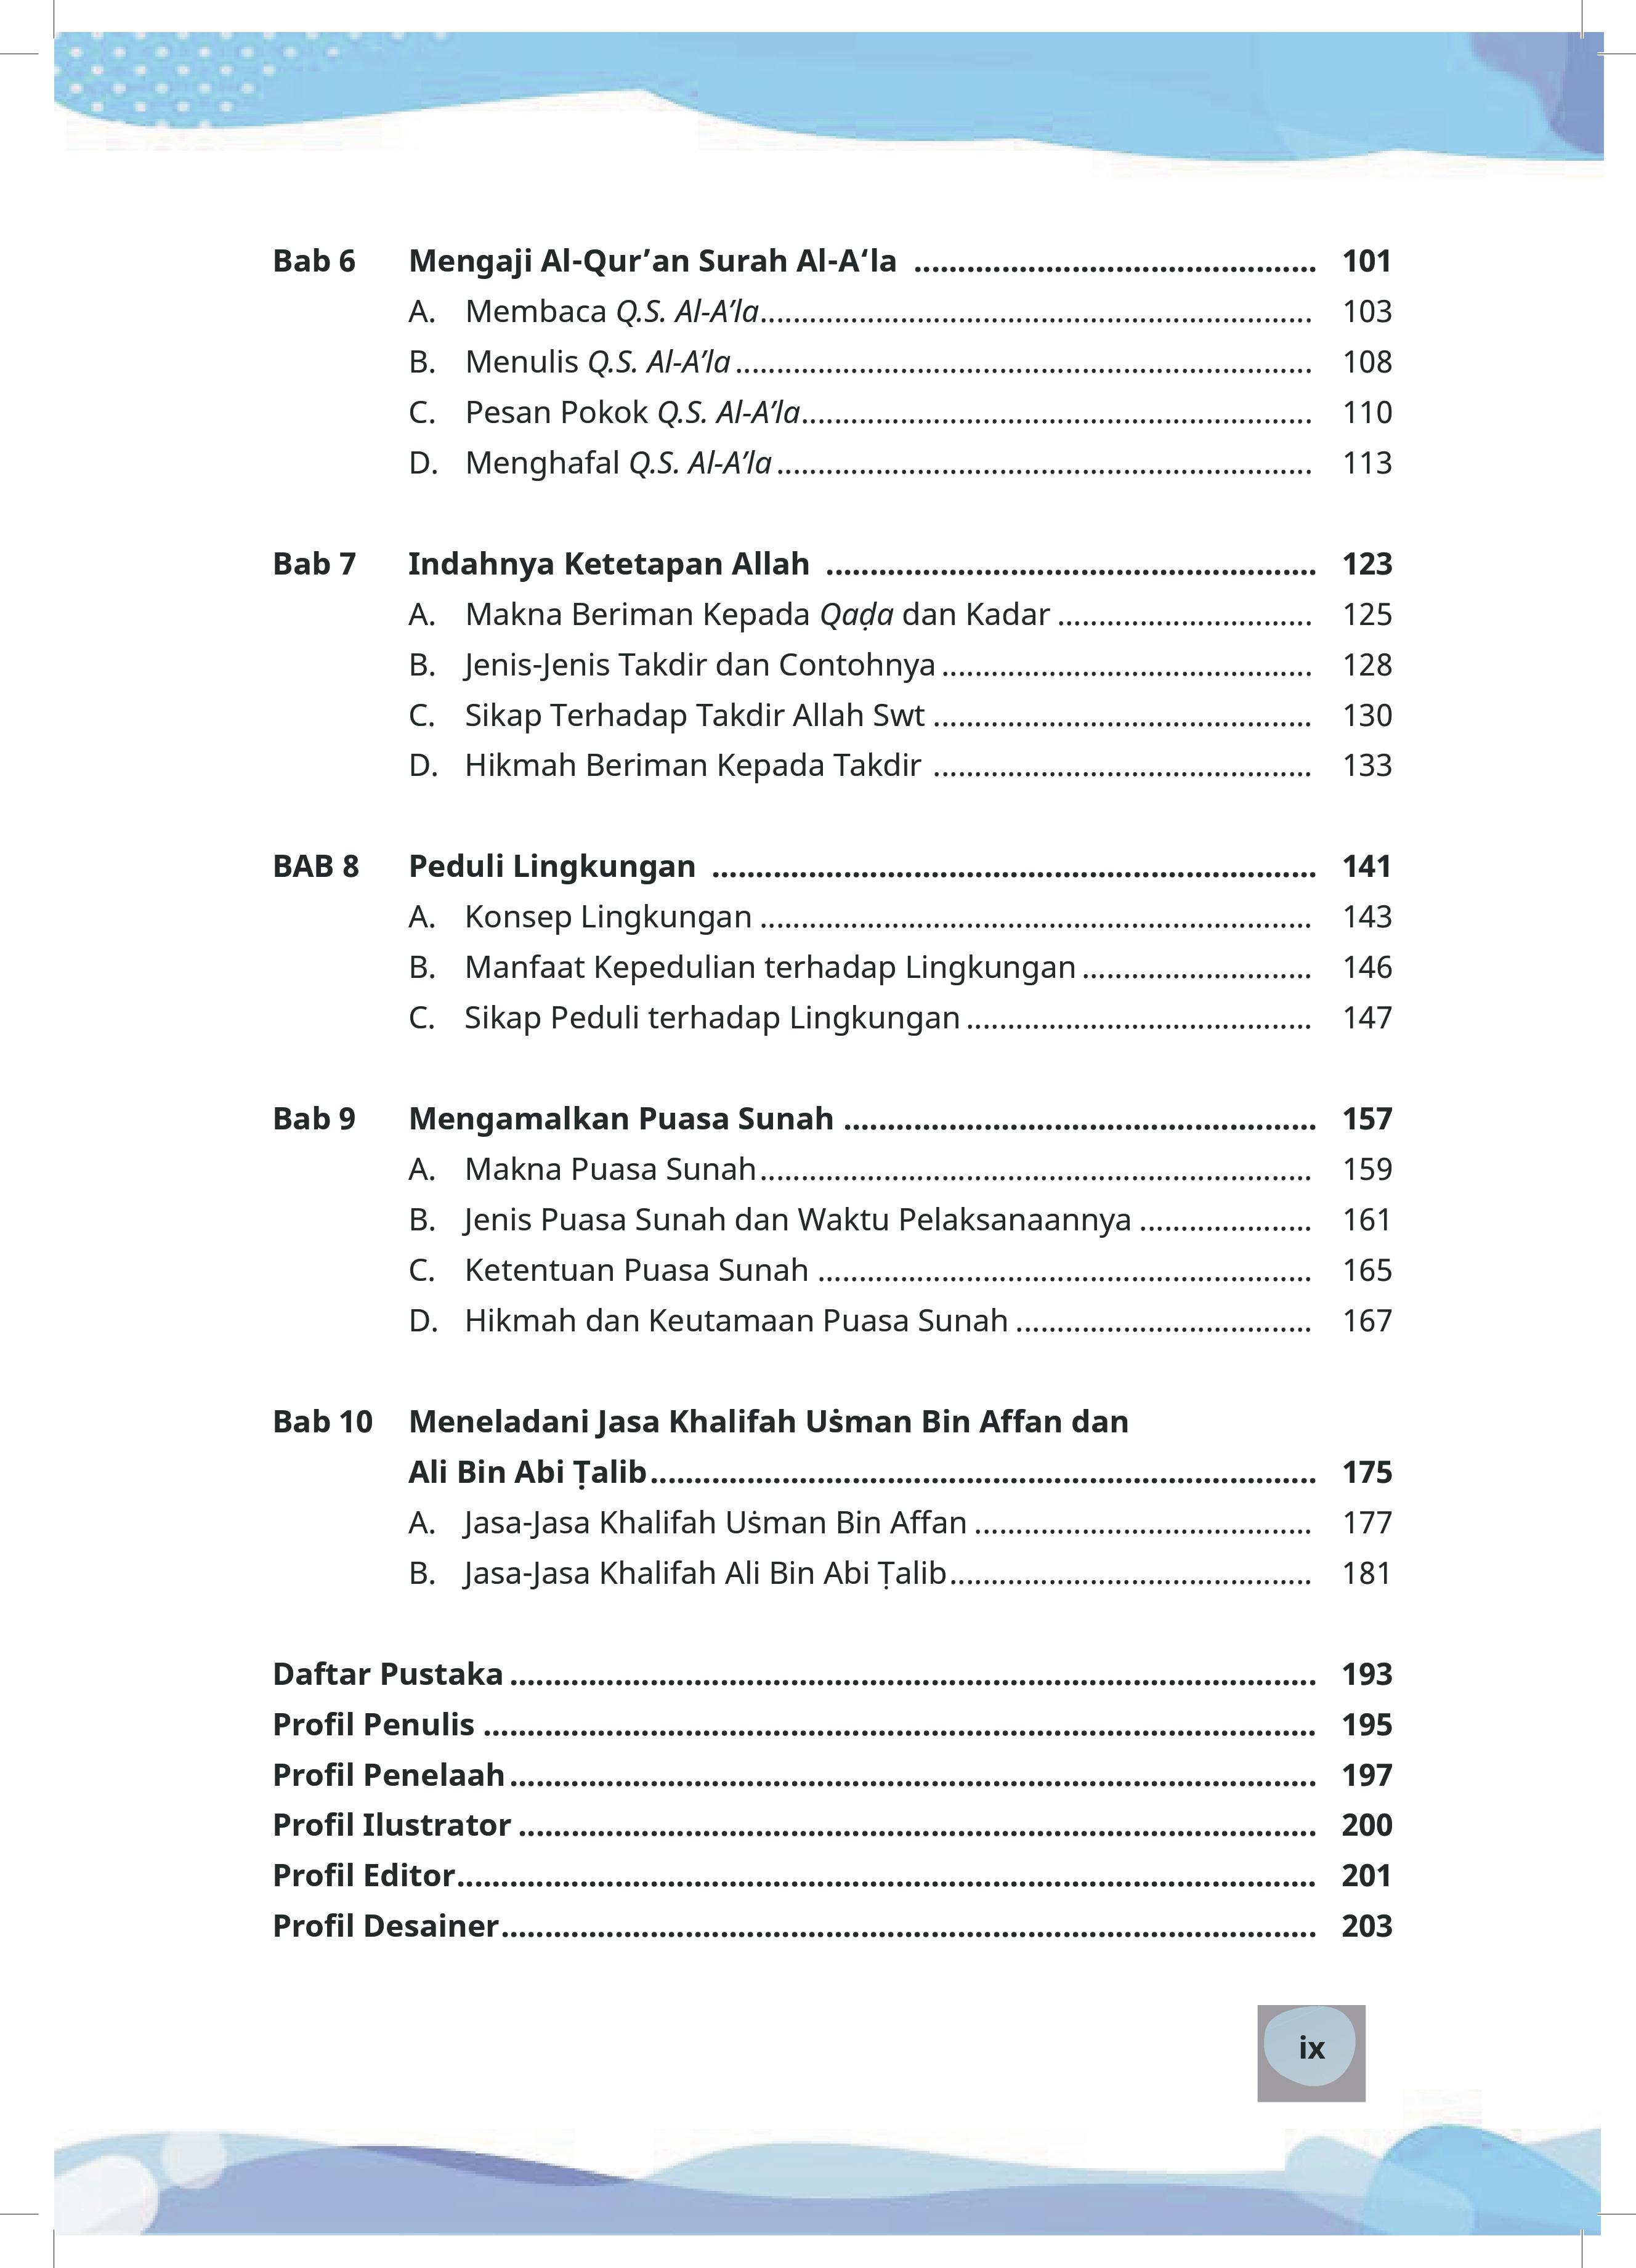 Bab 6 Mengaji Al-Qur’an Surah Al-A‘la .............................................. 101
A. Membaca Q.S. Al-A’la................................................................... 103
B. Menulis Q.S. Al-A’la ...................................................................... 108
C. Pesan Pokok Q.S. Al-A’la.............................................................. 110
D. Menghafal Q.S. Al-A’la ................................................................. 113
Bab 7 Indahnya Ketetapan Allah ........................................................ 123
A. Makna Beriman Kepada Qaḍa dan Kadar ............................... 125
B. Jenis-Jenis Takdir dan Contohnya ............................................. 128
C. Sikap Terhadap Takdir Allah Swt .............................................. 130
D. Hikmah Beriman Kepada Takdir .............................................. 133
BAB 8 Peduli Lingkungan ..................................................................... 141
A. Konsep Lingkungan ................................................................... 143
B. Manfaat Kepedulian terhadap Lingkungan ............................ 146
C. Sikap Peduli terhadap Lingkungan .......................................... 147
Bab 9 Mengamalkan Puasa Sunah ...................................................... 157
A. Makna Puasa Sunah................................................................... 159
B. Jenis Puasa Sunah dan Waktu Pelaksanaannya ..................... 161
C. Ketentuan Puasa Sunah ............................................................ 165
D. Hikmah dan Keutamaan Puasa Sunah .................................... 167
Bab 10 Meneladani Jasa Khalifah Uṡman Bin Affan dan
Ali Bin Abi Ṭalib............................................................................ 175
A. Jasa-Jasa Khalifah Uṡman Bin Affan ......................................... 177
B. Jasa-Jasa Khalifah Ali Bin Abi Ṭalib............................................ 181
Daftar Pustaka ............................................................................................ 193
Profil Penulis ............................................................................................... 195
Profil Penelaah ............................................................................................ 197
Profil Ilustrator ........................................................................................... 200
Profil Editor.................................................................................................. 201
Profil Desainer............................................................................................. 203
ix